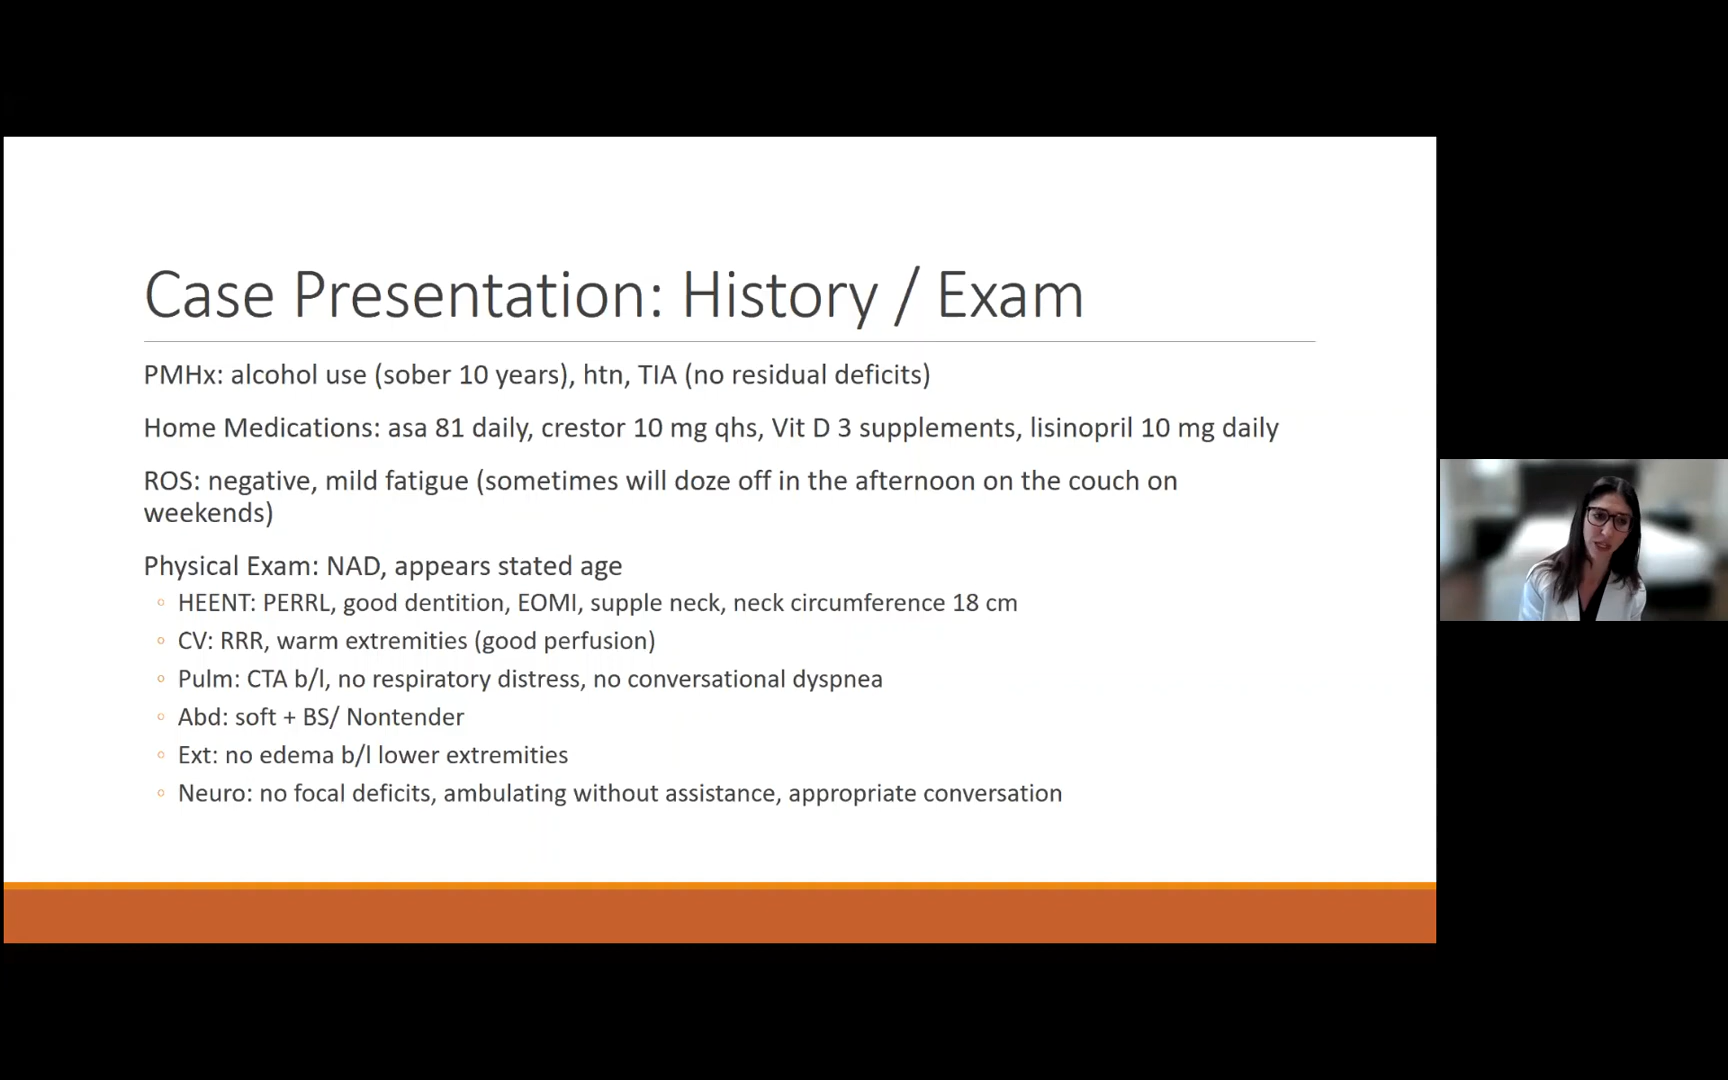 Case Presentation: History / Exam
PMHx: alcohol use (sober 10 years), htn, TIA (no residual deficits)
Home Medications: asa 81 daily, crestor 10 mg qhs, Vit D 3 supplements, lisinopril 10 mg daily
ROS: negative, mild fatigue (sometimes will doze off in the afternoon on the couch on
weekends)
Physical Exam: NAD, appears stated age
◦ HEENT: PERRL, good dentition, EOMI, supple neck, neck circumference 18 cm
◦ CV: RRR, warm extremities (good perfusion)
◦ Pulm: CTA b/l, no respiratory distress, no conversational dyspnea
◦ Abd: soft + BS/ Nontender
◦ Ext: no edema b/l lower extremities
◦ Neuro: no focal deficits, ambulating without assistance, appropriate conversation